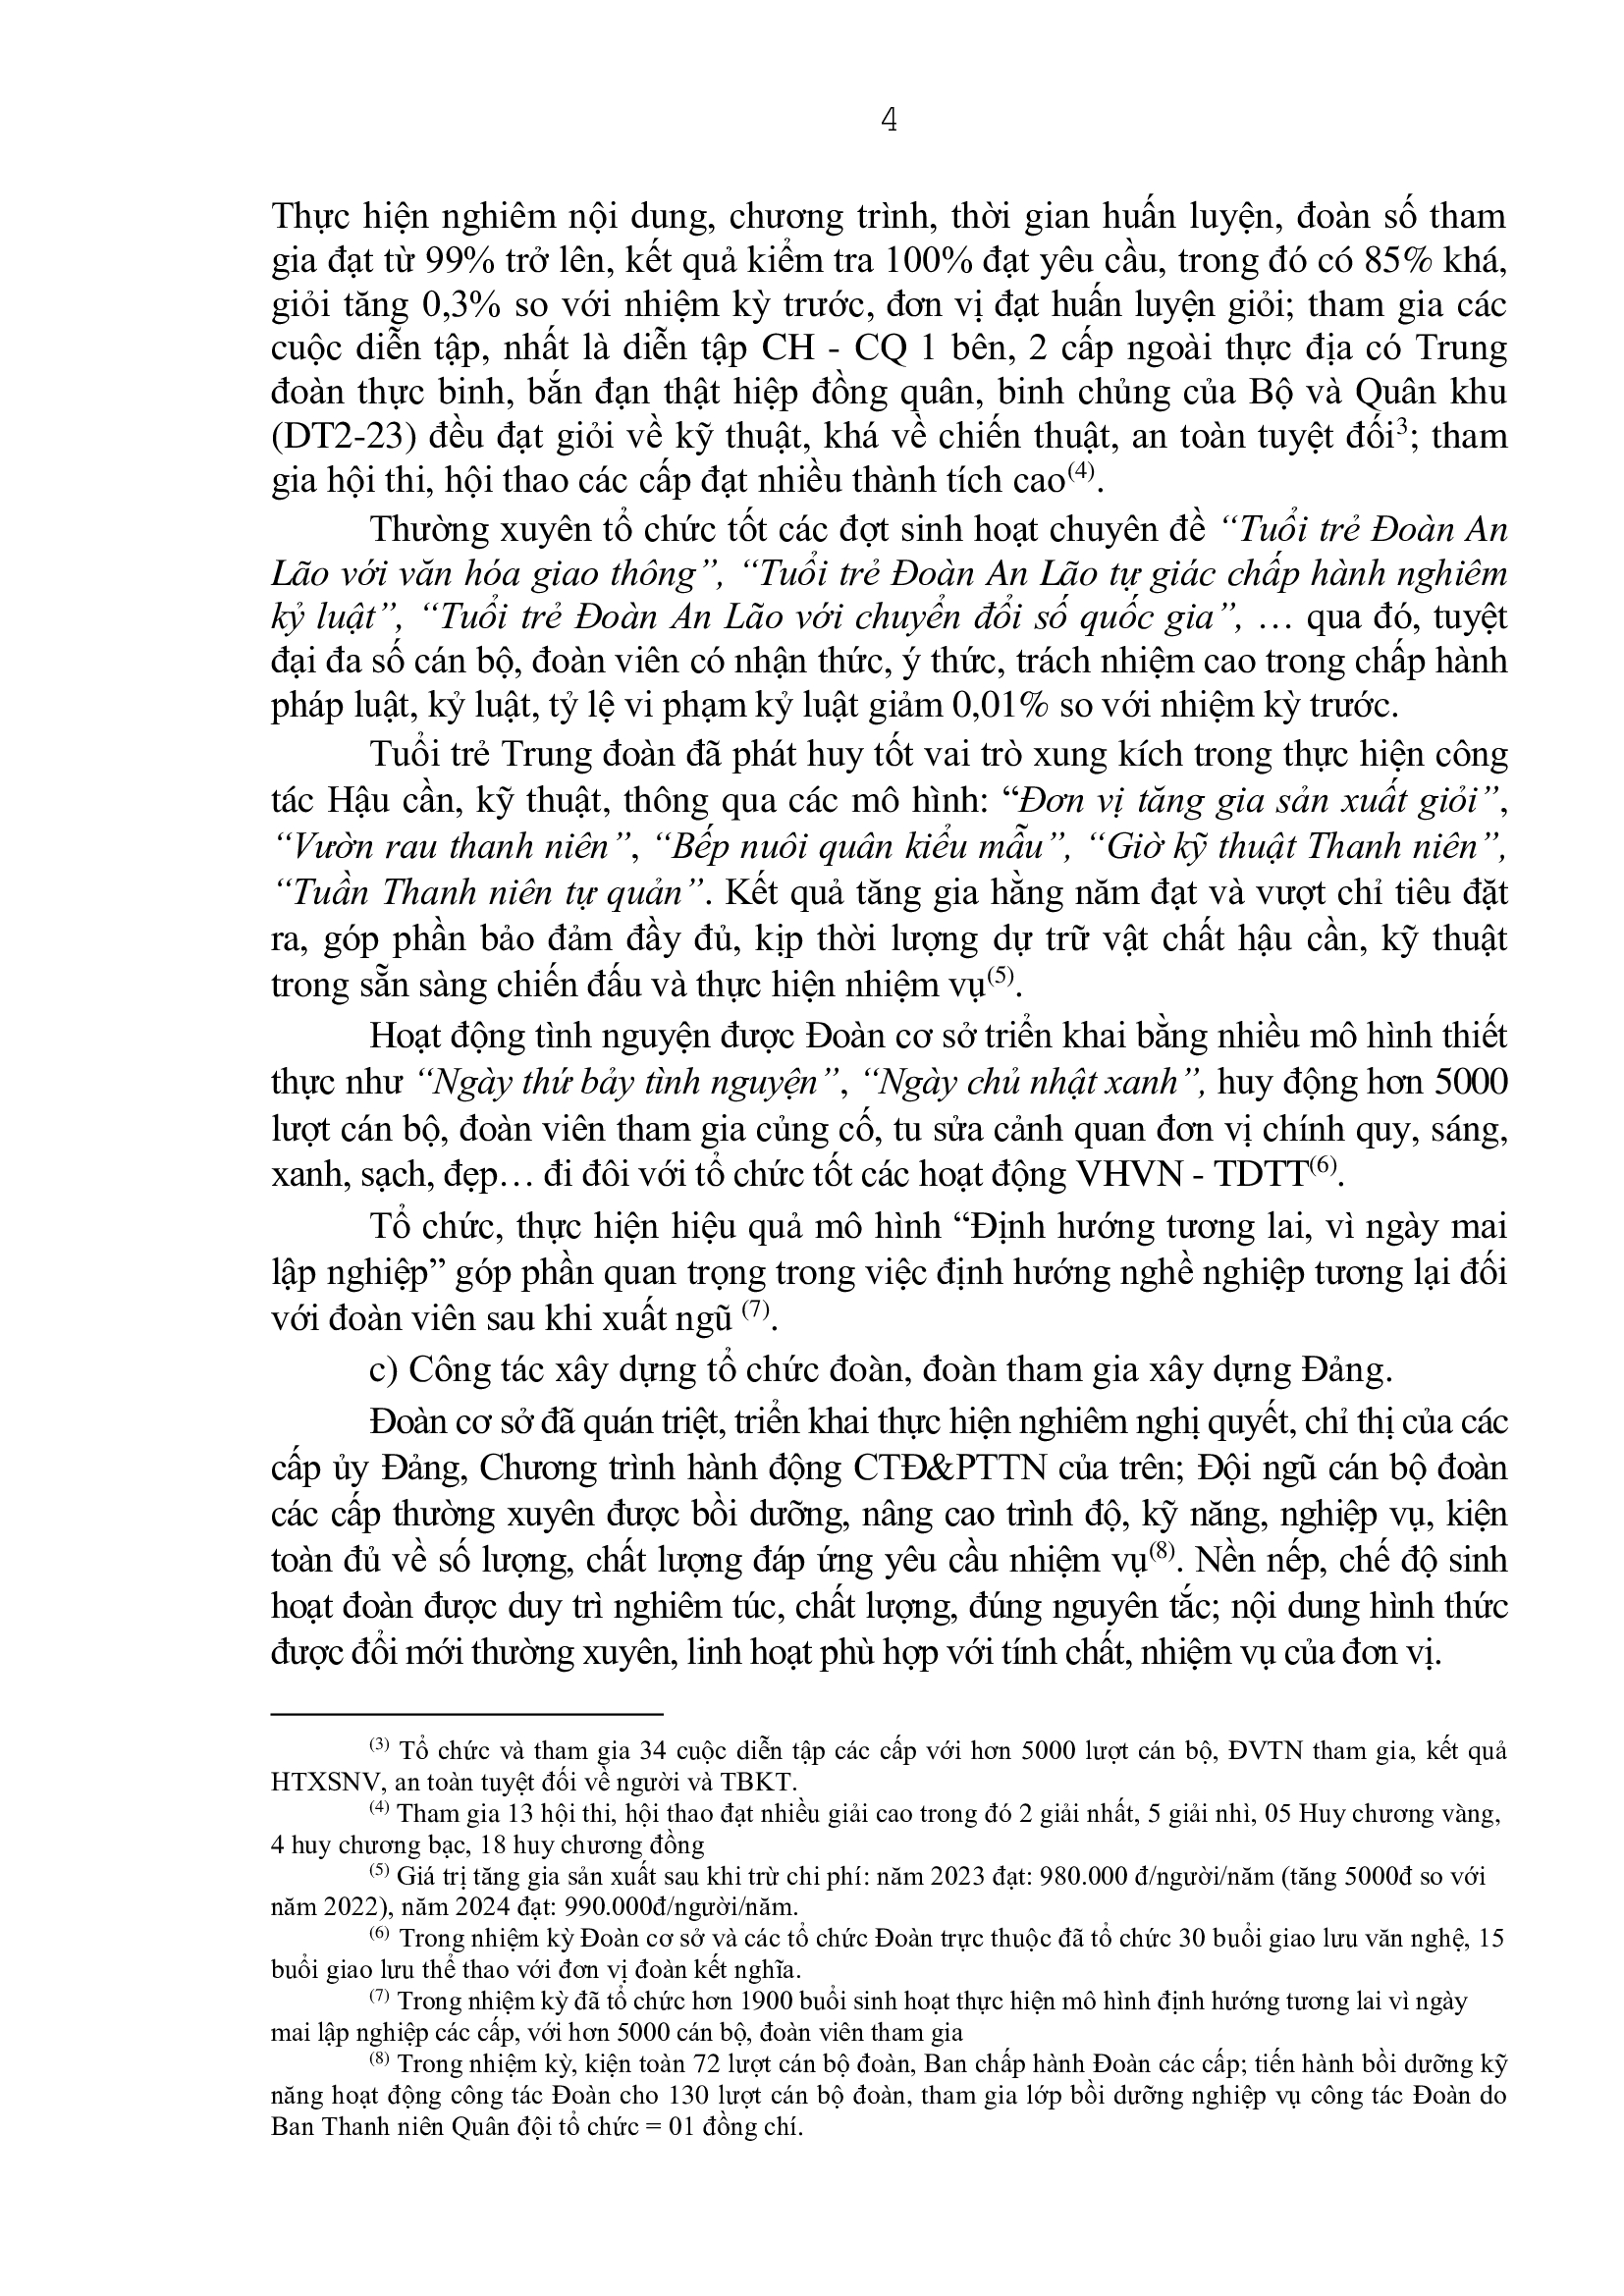 4
Thực hiện nghiêm nội dung, chương trình, thời gian huấn luyện, đoàn số tham
gia đạt từ 99% trở lên, kết quả kiểm tra 100% đạt yêu cầu, trong đó có 85% khá,
giỏi tăng 0,3% so với nhiệm kỳ trước, đơn vị đạt huấn luyện giỏi; tham gia các
cuộc diễn tập, nhất là diễn tập CH - CQ 1 bên, 2 cấp ngoài thực địa có Trung
đoàn thực binh, bắn đạn thật hiệp đồng quân, binh chủng của Bộ và Quân khu
(DT2-23) đều đạt giỏi về kỹ thuật, khá về chiến thuật, an toàn tuyệt đối³; tham
gia hội thi, hội thao các cấp đạt nhiều thành tích cao⁽⁴⁾.
Thường xuyên tổ chức tốt các đợt sinh hoạt chuyên đề “Tuổi trẻ Đoàn An
Lão với văn hóa giao thông”, “Tuổi trẻ Đoàn An Lão tự giác chấp hành nghiêm
kỷ luật”, “Tuổi trẻ Đoàn An Lão với chuyển đổi số quốc gia”, … qua đó, tuyệt
đại đa số cán bộ, đoàn viên có nhận thức, ý thức, trách nhiệm cao trong chấp hành
pháp luật, kỷ luật, tỷ lệ vi phạm kỷ luật giảm 0,01% so với nhiệm kỳ trước.
Tuổi trẻ Trung đoàn đã phát huy tốt vai trò xung kích trong thực hiện công
tác Hậu cần, kỹ thuật, thông qua các mô hình: “Đơn vị tăng gia sản xuất giỏi”,
“Vườn rau thanh niên”, “Bếp nuôi quân kiểu mẫu”, “Giờ kỹ thuật Thanh niên”,
“Tuần Thanh niên tự quản”. Kết quả tăng gia hằng năm đạt và vượt chỉ tiêu đặt
ra, góp phần bảo đảm đầy đủ, kịp thời lượng dự trữ vật chất hậu cần, kỹ thuật
trong sẵn sàng chiến đấu và thực hiện nhiệm vụ⁽⁵⁾.
Hoạt động tình nguyện được Đoàn cơ sở triển khai bằng nhiều mô hình thiết
thực như “Ngày thứ bảy tình nguyện”, “Ngày chủ nhật xanh”, huy động hơn 5000
lượt cán bộ, đoàn viên tham gia củng cố, tu sửa cảnh quan đơn vị chính quy, sáng,
xanh, sạch, đẹp… đi đôi với tổ chức tốt các hoạt động VHVN - TDTT⁽⁶⁾.
Tổ chức, thực hiện hiệu quả mô hình “Định hướng tương lai, vì ngày mai
lập nghiệp” góp phần quan trọng trong việc định hướng nghề nghiệp tương lại đối
với đoàn viên sau khi xuất ngũ ⁽⁷⁾.
c) Công tác xây dựng tổ chức đoàn, đoàn tham gia xây dựng Đảng.
Đoàn cơ sở đã quán triệt, triển khai thực hiện nghiêm nghị quyết, chỉ thị của các
cấp ủy Đảng, Chương trình hành động CTĐ&PTTN của trên; Đội ngũ cán bộ đoàn
các cấp thường xuyên được bồi dưỡng, nâng cao trình độ, kỹ năng, nghiệp vụ, kiện
toàn đủ về số lượng, chất lượng đáp ứng yêu cầu nhiệm vụ⁽⁸⁾. Nền nếp, chế độ sinh
hoạt đoàn được duy trì nghiêm túc, chất lượng, đúng nguyên tắc; nội dung hình thức
được đổi mới thường xuyên, linh hoạt phù hợp với tính chất, nhiệm vụ của đơn vị.
⁽³⁾ Tổ chức và tham gia 34 cuộc diễn tập các cấp với hơn 5000 lượt cán bộ, ĐVTN tham gia, kết quả
HTXSNV, an toàn tuyệt đối về người và TBKT.
⁽⁴⁾ Tham gia 13 hội thi, hội thao đạt nhiều giải cao trong đó 2 giải nhất, 5 giải nhì, 05 Huy chương vàng,
4 huy chương bạc, 18 huy chương đồng
⁽⁵⁾ Giá trị tăng gia sản xuất sau khi trừ chi phí: năm 2023 đạt: 980.000 đ/người/năm (tăng 5000đ so với
năm 2022), năm 2024 đạt: 990.000đ/người/năm.
⁽⁶⁾ Trong nhiệm kỳ Đoàn cơ sở và các tổ chức Đoàn trực thuộc đã tổ chức 30 buổi giao lưu văn nghệ, 15
buổi giao lưu thể thao với đơn vị đoàn kết nghĩa.
⁽⁷⁾ Trong nhiệm kỳ đã tổ chức hơn 1900 buổi sinh hoạt thực hiện mô hình định hướng tương lai vì ngày
mai lập nghiệp các cấp, với hơn 5000 cán bộ, đoàn viên tham gia
⁽⁸⁾ Trong nhiệm kỳ, kiện toàn 72 lượt cán bộ đoàn, Ban chấp hành Đoàn các cấp; tiến hành bồi dưỡng kỹ
năng hoạt động công tác Đoàn cho 130 lượt cán bộ đoàn, tham gia lớp bồi dưỡng nghiệp vụ công tác Đoàn do
Ban Thanh niên Quân đội tổ chức = 01 đồng chí.